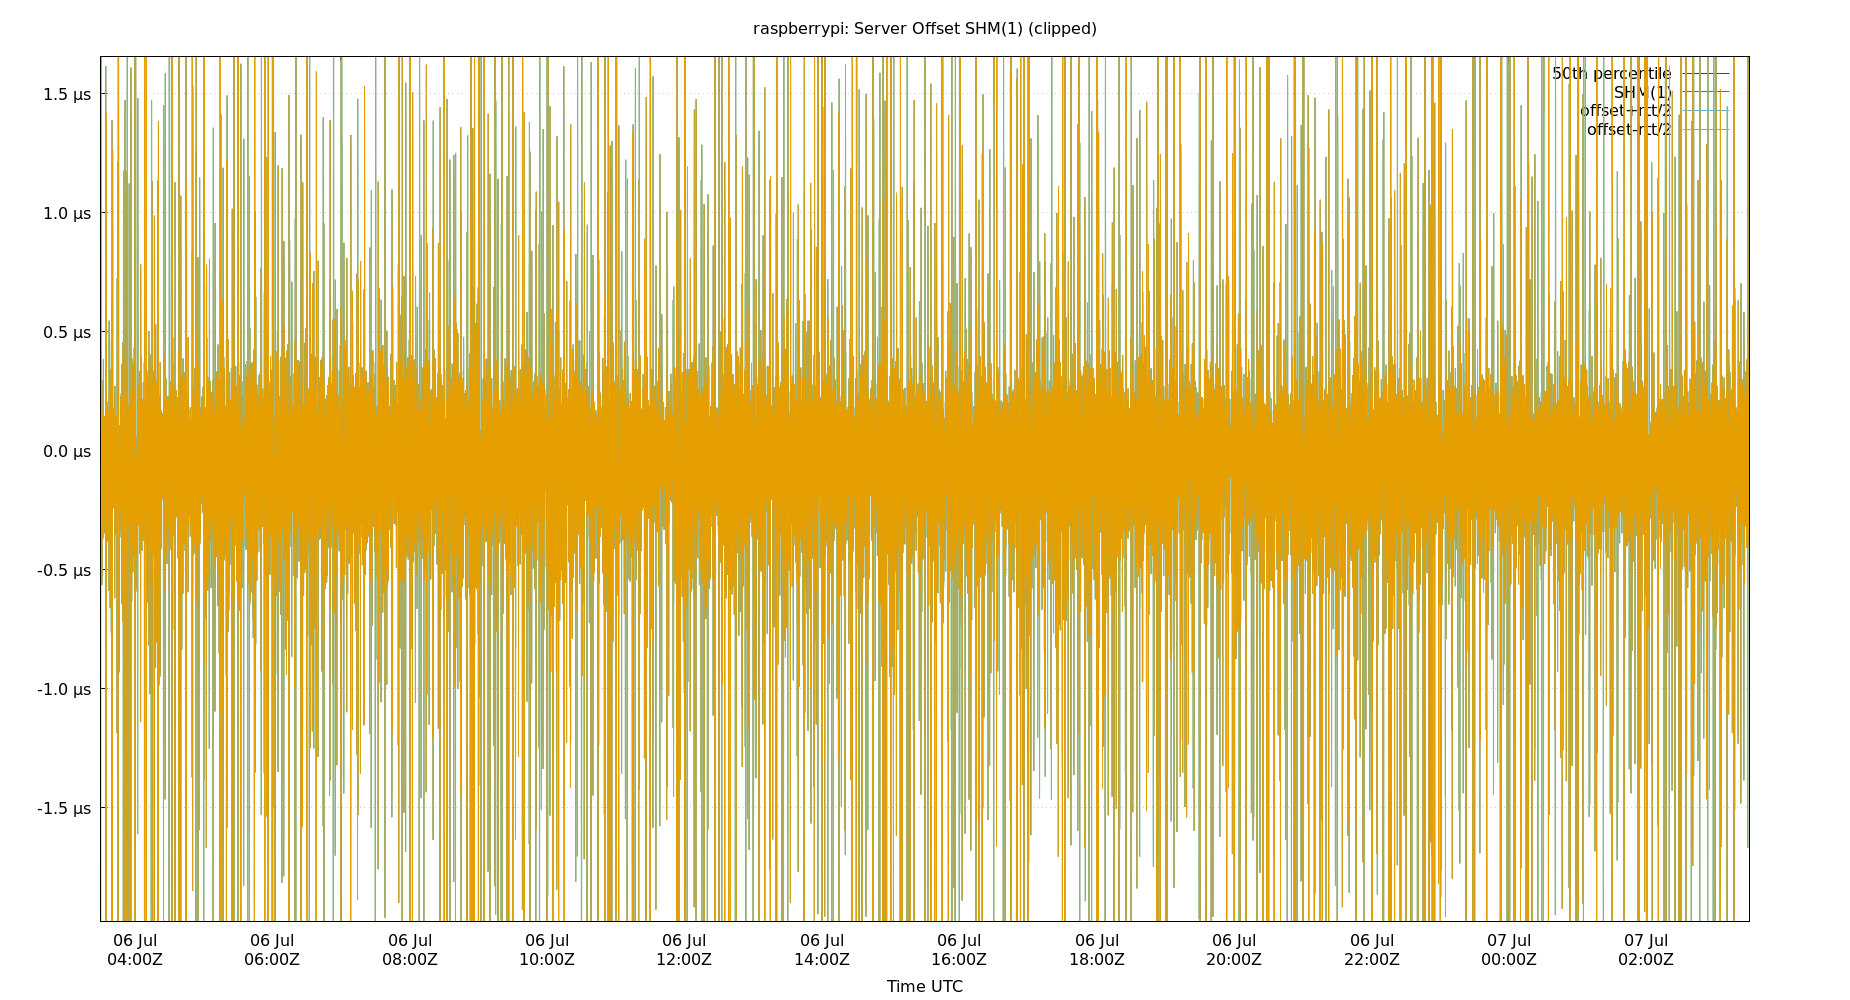 raspberrypi: Server Offset SHM(1) (clipped)
50th percentile
SHM(1)
offset+rtt/2
offset-rtt/2
1.5 µs
1.0 µs
0.5 µs
0.0 µs
-0.5 µs
-1.0 µs
-1.5 µs
06 Jul 06 Jul 06 Jul 06 Jul 06 Jul 06 Jul 06 Jul 06 Jul 06 Jul 06 Jul 07 Jul 07 Jul
04:00Z 06:00Z 08:00Z 10:00Z 12:00Z 14:00Z 16:00Z 18:00Z 20:00Z 22:00Z 00:00Z 02:00Z
Time UTC